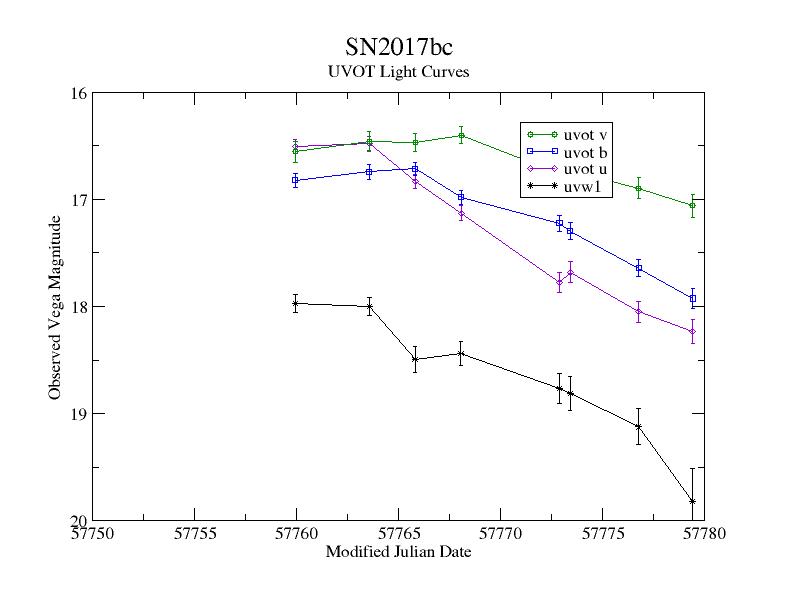 SN2017bc
UVOT Light Curves
uvot v
uvot b
uvot u
uvw1
Observed Vega Magnitude
16
17
18
19
20
57750 57755 57760 57765 57770 57775 57780
Modified Julian Date